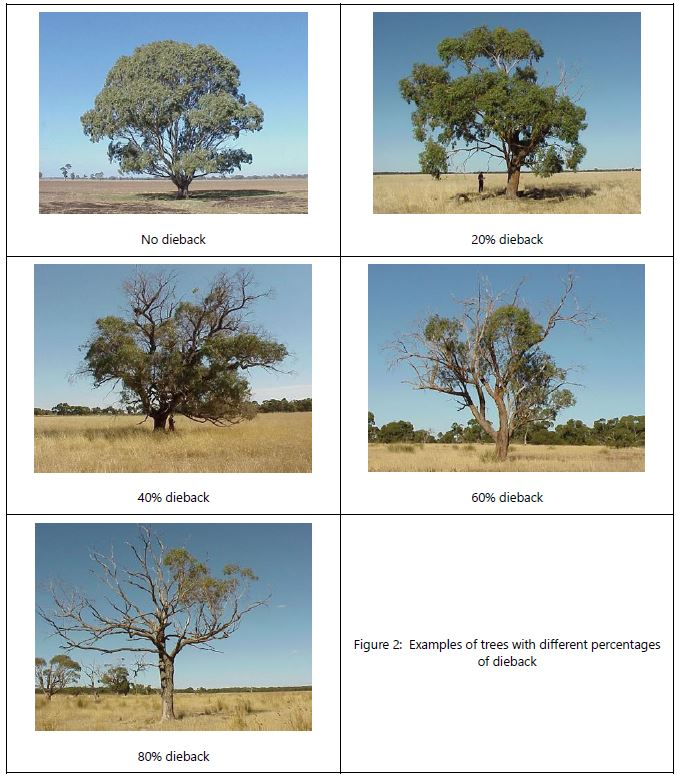 No dieback
20% dieback
40% dieback
60% dieback
80% dieback
Figure 2:  Examples of trees with different percentages
of dieback